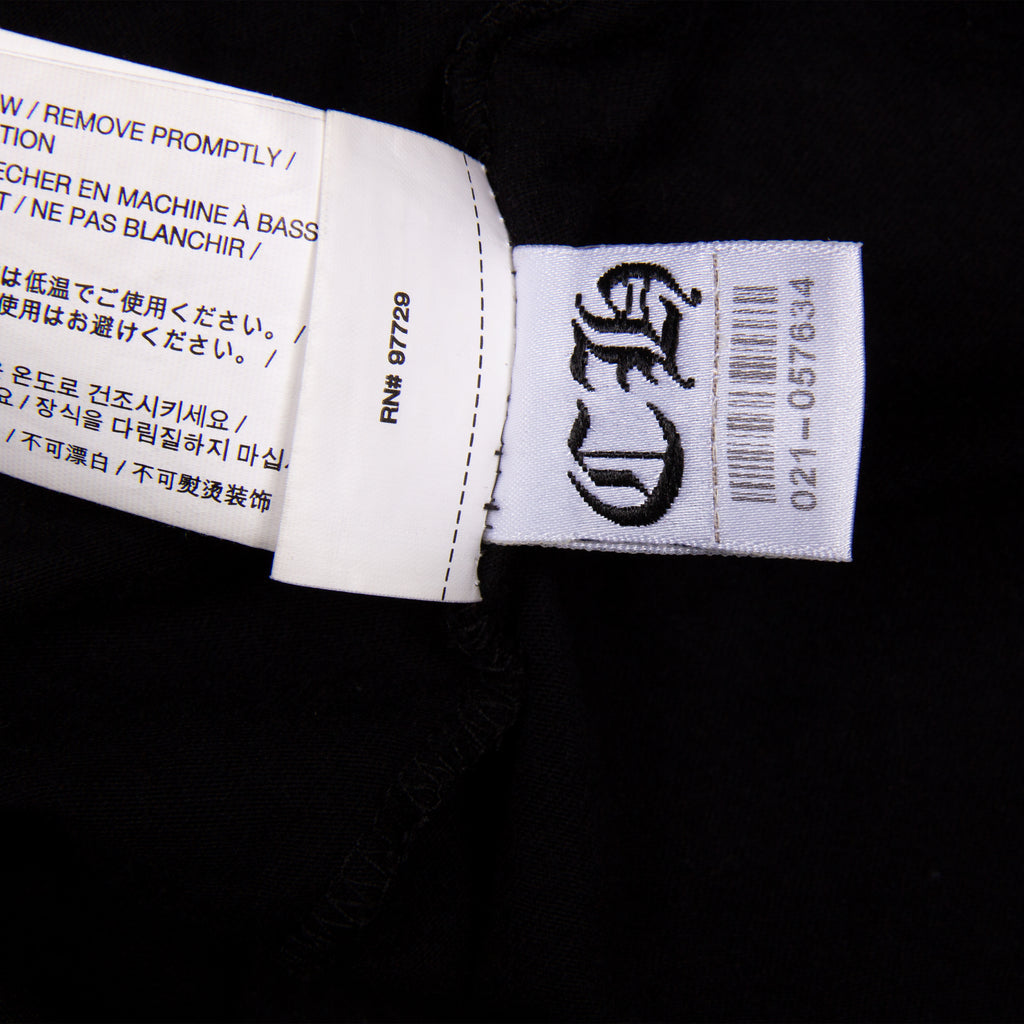 W / REMOVE PROMPTLY /
TION
ECHER EN MACHINE À BASS
T / NE PAS BLANCHIR /
は低温でご使用ください。 /
使用はお避けください。 /
온도로 건조시키세요 /
요 / 장식을 다림질하지 마십
/ 不可漂白 / 不可熨烫装饰
RN# 97729
CH
021-057634